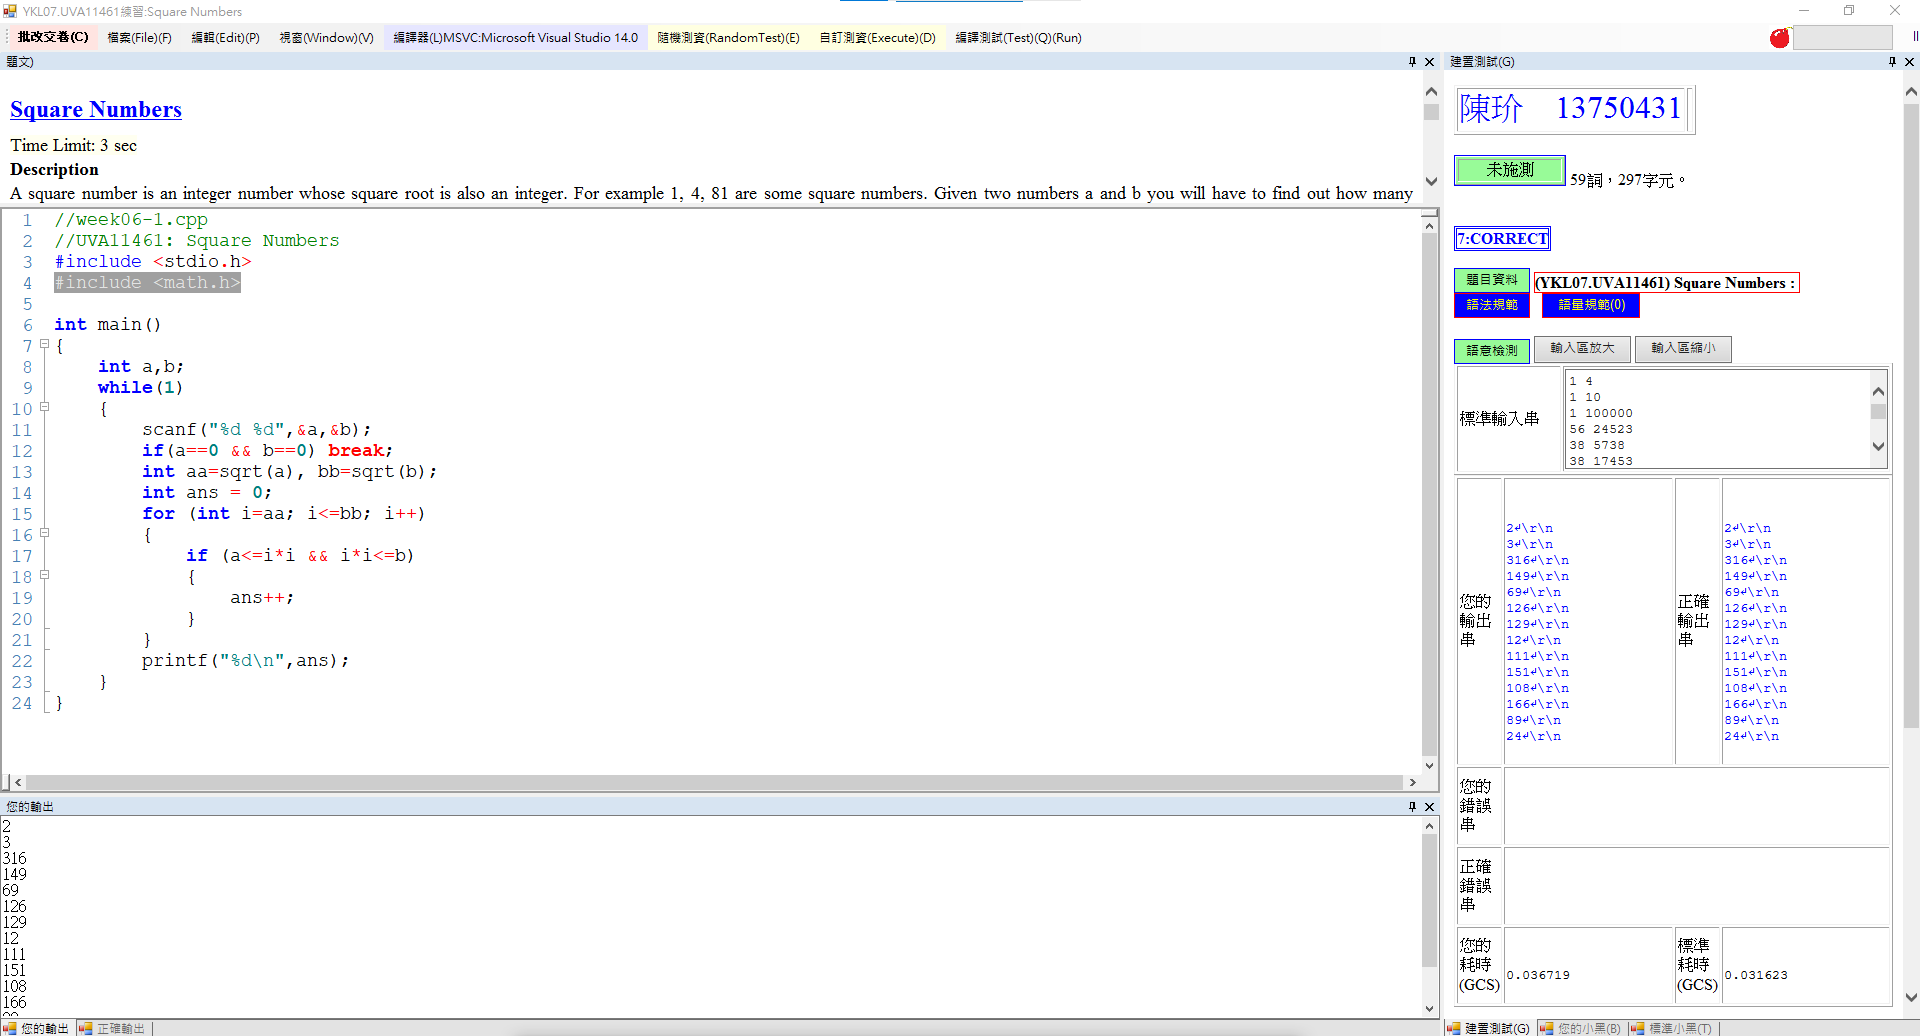 YKL07.UVA11461練習:Square Numbers
批改交卷(C) 檔案(File)(F) 編輯(Edit)(P) 視窗(Window)(V) 編譯器(L)MSVC:Microsoft Visual Studio 14.0 隨機測資(RandomTest)(E) 自訂測資(Execute)(D) 編譯測試(Test)(Q)(Run)
題文)
Square Numbers
Time Limit: 3 sec
Description
A square number is an integer number whose square root is also an integer. For example 1, 4, 81 are some square numbers. Given two numbers a and b you will have to find out how many
1 //week06-1.cpp
2 //UVA11461: Square Numbers
3 #include <stdio.h>
4 #include <math.h>
5
6 int main()
7 {
8 int a,b;
9 while(1)
10 {
11 scanf("%d %d",&a,&b);
12 if(a==0 && b==0) break;
13 int aa=sqrt(a), bb=sqrt(b);
14 int ans = 0;
15 for (int i=aa; i<=bb; i++)
16 {
17 if (a<=i*i && i*i<=b)
18 {
19 ans++;
20 }
21 }
22 printf("%d\n",ans);
23 }
24 }
您的輸出
2
3
316
149
69
126
129
12
111
151
108
166
您的輸出 正確輸出
建置測試(G)
陳玠 13750431
未施測 59詞，297字元。
7:CORRECT
題目資料 (YKL07.UVA11461) Square Numbers :
語法規範 語量規範(0)
語意檢測 輸入區放大 輸入區縮小
標準輸入串
1 4
1 10
1 100000
56 24523
38 5738
38 17453
您的輸出串
2↲\r\n
3↲\r\n
316↲\r\n
149↲\r\n
69↲\r\n
126↲\r\n
129↲\r\n
12↲\r\n
111↲\r\n
151↲\r\n
108↲\r\n
166↲\r\n
89↲\r\n
24↲\r\n
正確輸出串
2↲\r\n
3↲\r\n
316↲\r\n
149↲\r\n
69↲\r\n
126↲\r\n
129↲\r\n
12↲\r\n
111↲\r\n
151↲\r\n
108↲\r\n
166↲\r\n
89↲\r\n
24↲\r\n
您的錯誤串
正確錯誤串
您的耗時(GCS) 0.036719 標準耗時(GCS) 0.031623
建置測試(G) 您的小黑(B) 標準小黑(T)